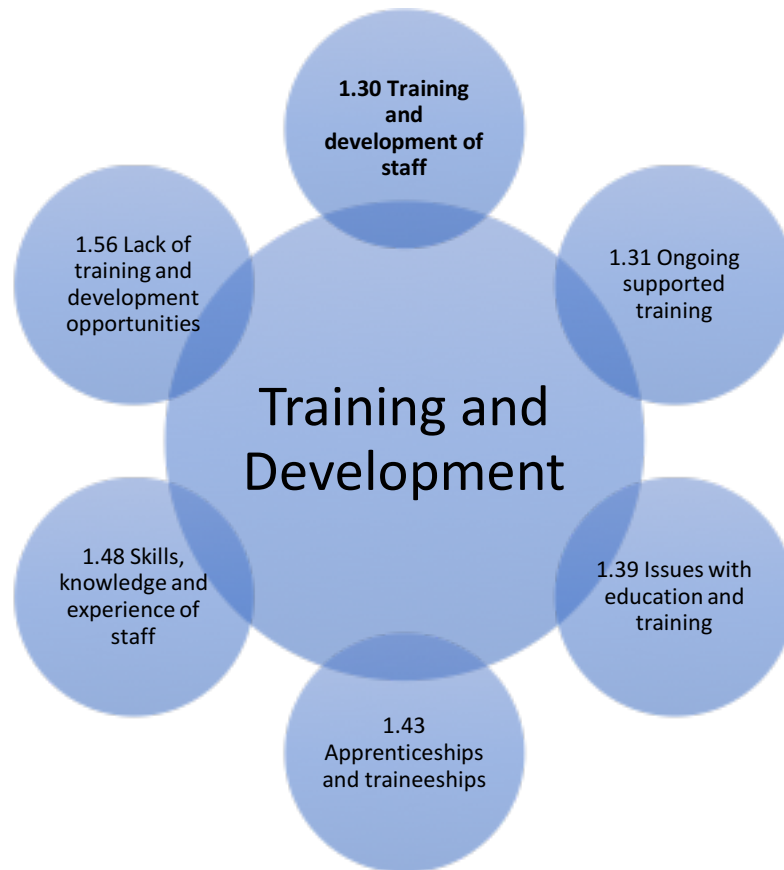 1.30 Training
and
development of
staff
1.56 Lack of
training and
development
opportunities
1.31 Ongoing
supported
training
Training and
Development
1.48 Skills,
knowledge and
experience of
staff
1.39 Issues with
education and
training
1.43
Apprenticeships
and traineeships